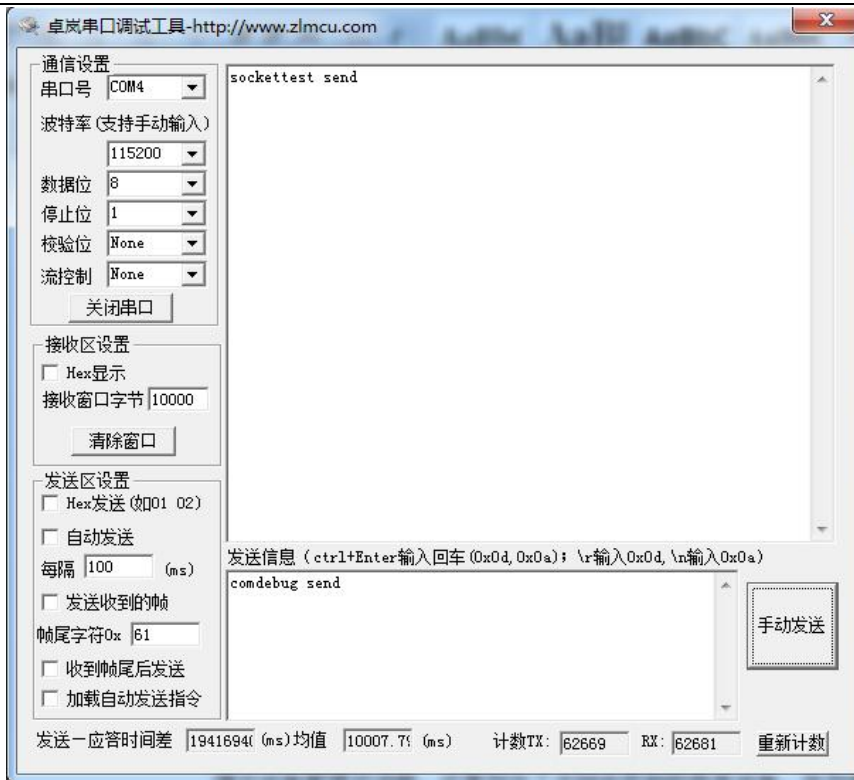 卓岚串口调试工具-http://www.zlmcu.com
通信设置
串口号 COM4
波特率(支持手动输入)
115200
数据位 8
停止位 1
校验位 None
流控制 None
关闭串口
接收区设置
Hex显示
接收窗口字节 10000
清除窗口
发送区设置
Hex发送(如01 02)
自动发送
每隔 100 (ms)
发送收到的帧
帧尾字符0x 61
收到帧尾后发送
加载自动发送指令
sockettest send
发送信息（ctrl+Enter输入回车(0x0d,0x0a)；\r输入0x0d,\n输入0x0a)
comdebug send
手动发送
发送一应答时间差 1941694 (ms)均值 10007.7 (ms) 计数TX: 62669 RX: 62681 重新计数